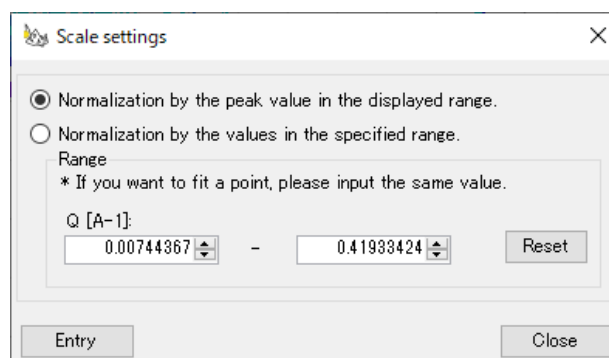 Scale settings
Normalization by the peak value in the displayed range.
Normalization by the values in the specified range.
Range
* If you want to fit a point, please input the same value.
Q [A-1]:
0.00744367 - 0.41933424 Reset
Entry Close